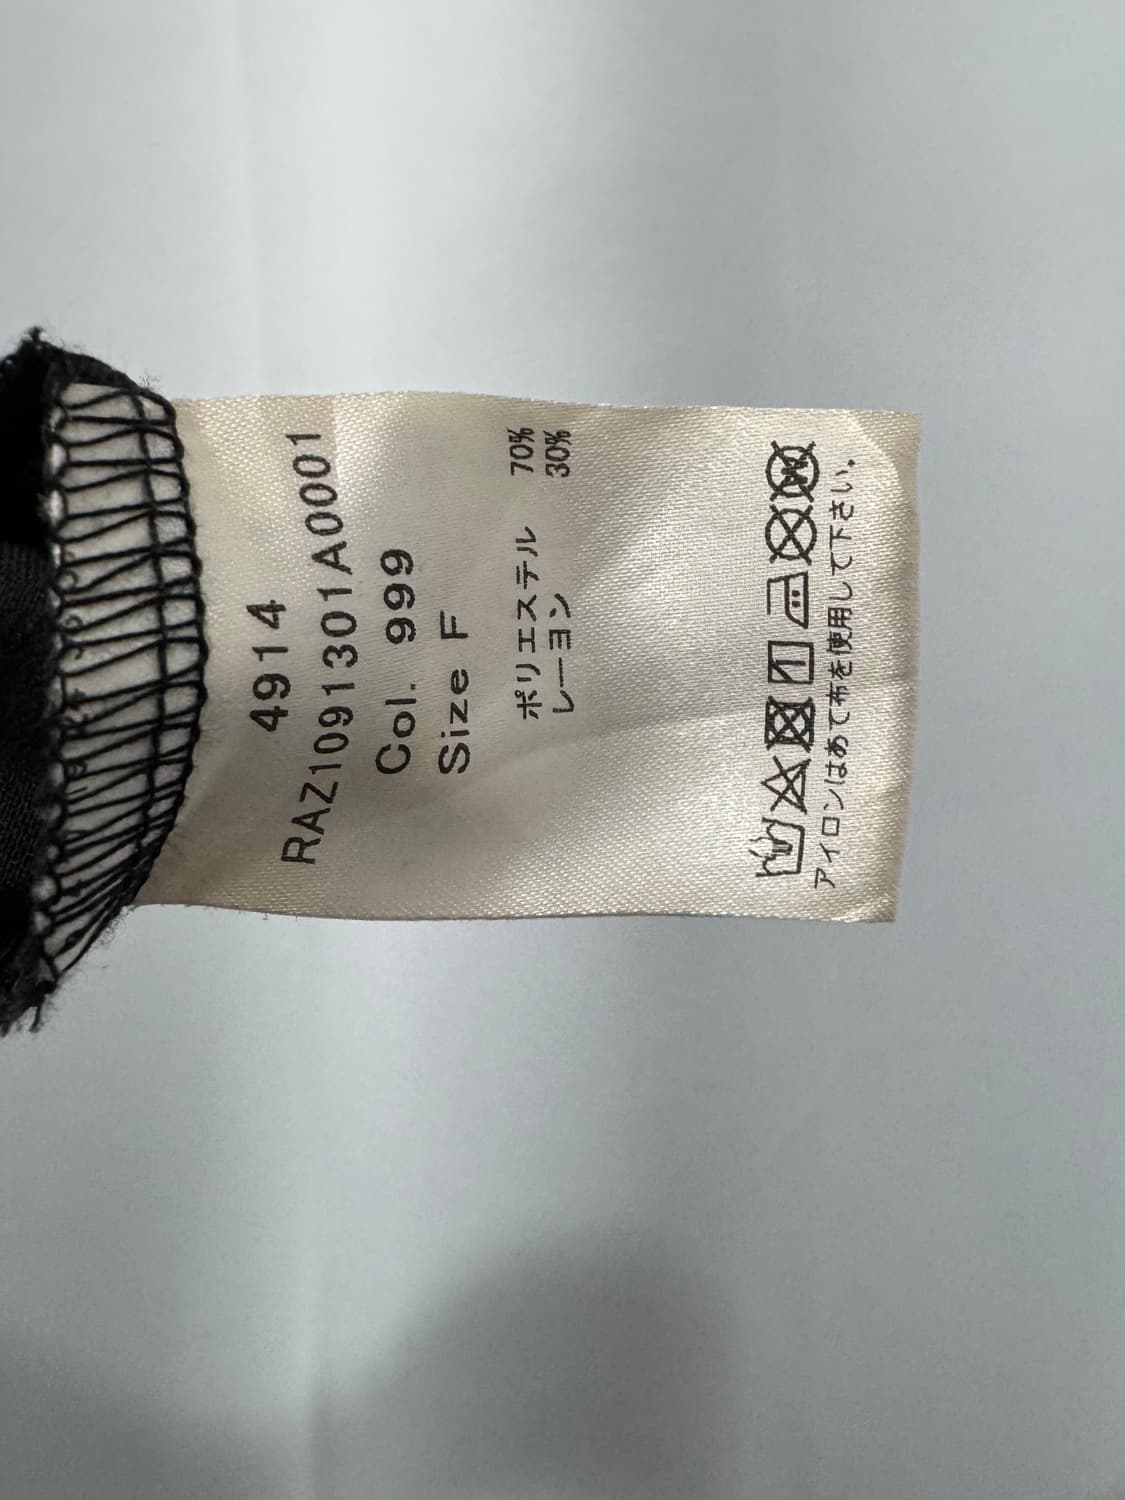 4914
RAZ1091301A0001
Col. 999
Size F
ポリエステル 70%
レーヨン 30%
アイロンはあて布を使用して下さい。